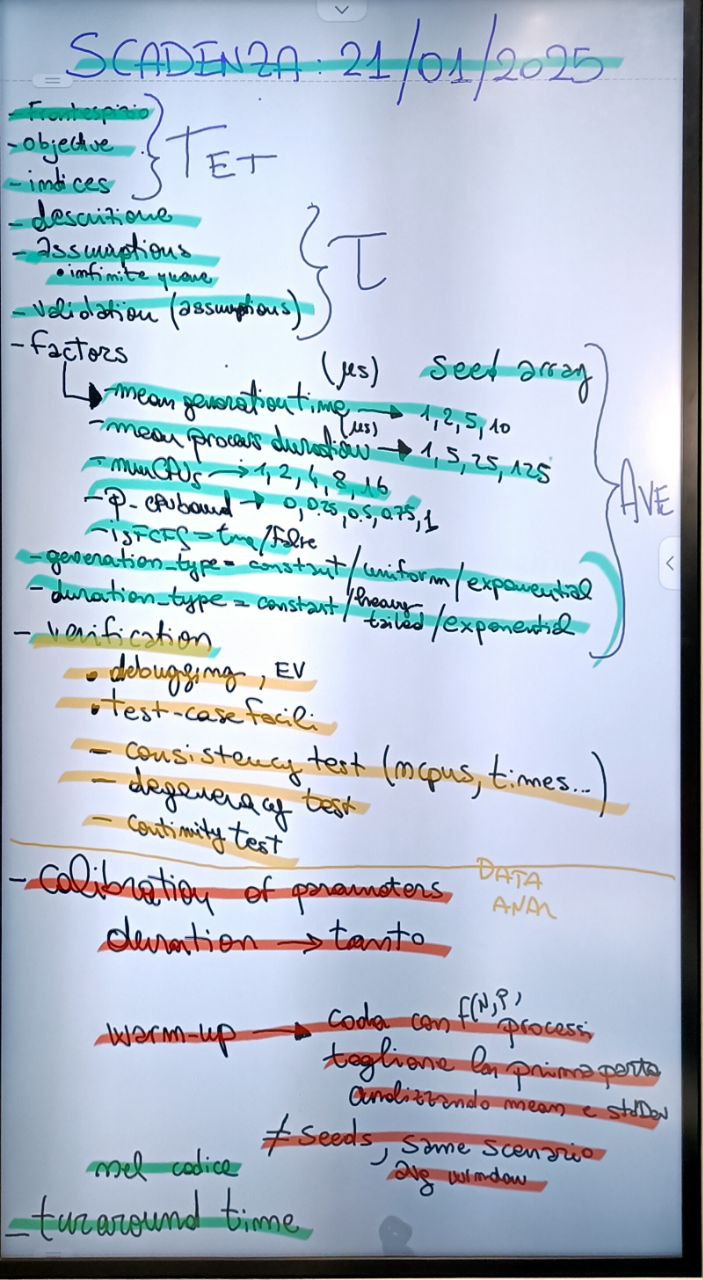 SCADENZA: 21/01/2025
- Frontespizio
- objective
- indices
TET
- descrizione
- assumptions
• infinite queue
- validation (assumptions)
T
- factors
(μs) seed array
- mean generation time → 1, 2, 5, 10
(μs)
- mean process duration → 1, 5, 25, 125
- numCPUs → 1, 2, 4, 8, 16
- p-cpubound → 0, 0.25, 0.5, 0.75, 1
- isFCFS = true/False
- generation_type = constant/uniform/exponential
- duration_type = constant/heavy tailed/exponential
AVE
- verification
• debugging, EV
• test-case facili
- consistency test (ncpus, times...)
- degeneracy test
- continuity test
DATA
ANAL
- calibration of parameters
duration → tanto
warm-up → coda con f(N,P) processi
togliere la prima parte
analizzando mean e stdDev
≠ seeds, same scenario
avg window
nel codice
- turaround time